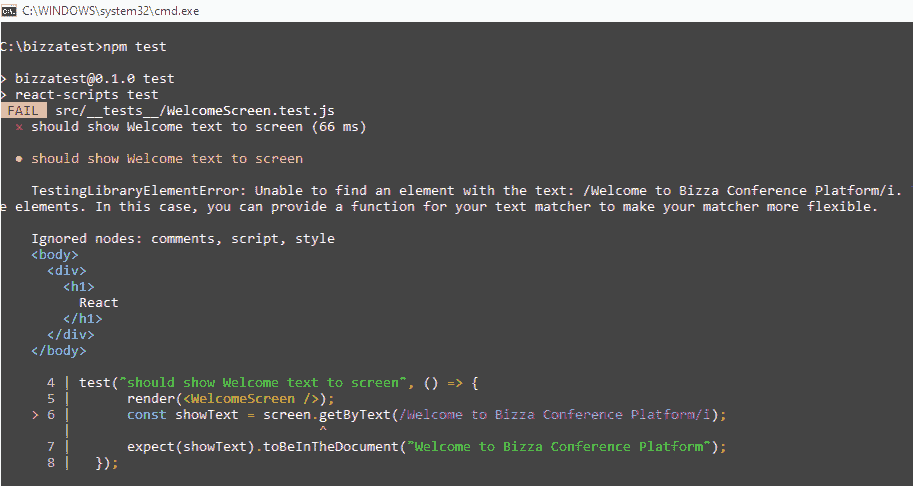 C:\WINDOWS\system32\cmd.exe
C:\bizzatest>npm test
> bizzatest@0.1.0 test
> react-scripts test
FAIL src/__tests__/WelcomeScreen.test.js
× should show Welcome text to screen (66 ms)
● should show Welcome text to screen
TestingLibraryElementError: Unable to find an element with the text: /Welcome to Bizza Conference Platform/i.
e elements. In this case, you can provide a function for your text matcher to make your matcher more flexible.
Ignored nodes: comments, script, style
<body>
<div>
<h1>
React
</h1>
</div>
</body>
4 | test("should show Welcome text to screen", () => {
5 | render(<WelcomeScreen />);
> 6 | const showText = screen.getByText(/Welcome to Bizza Conference Platform/i);
| ^
7 | expect(showText).toBeInTheDocument("Welcome to Bizza Conference Platform");
8 | });